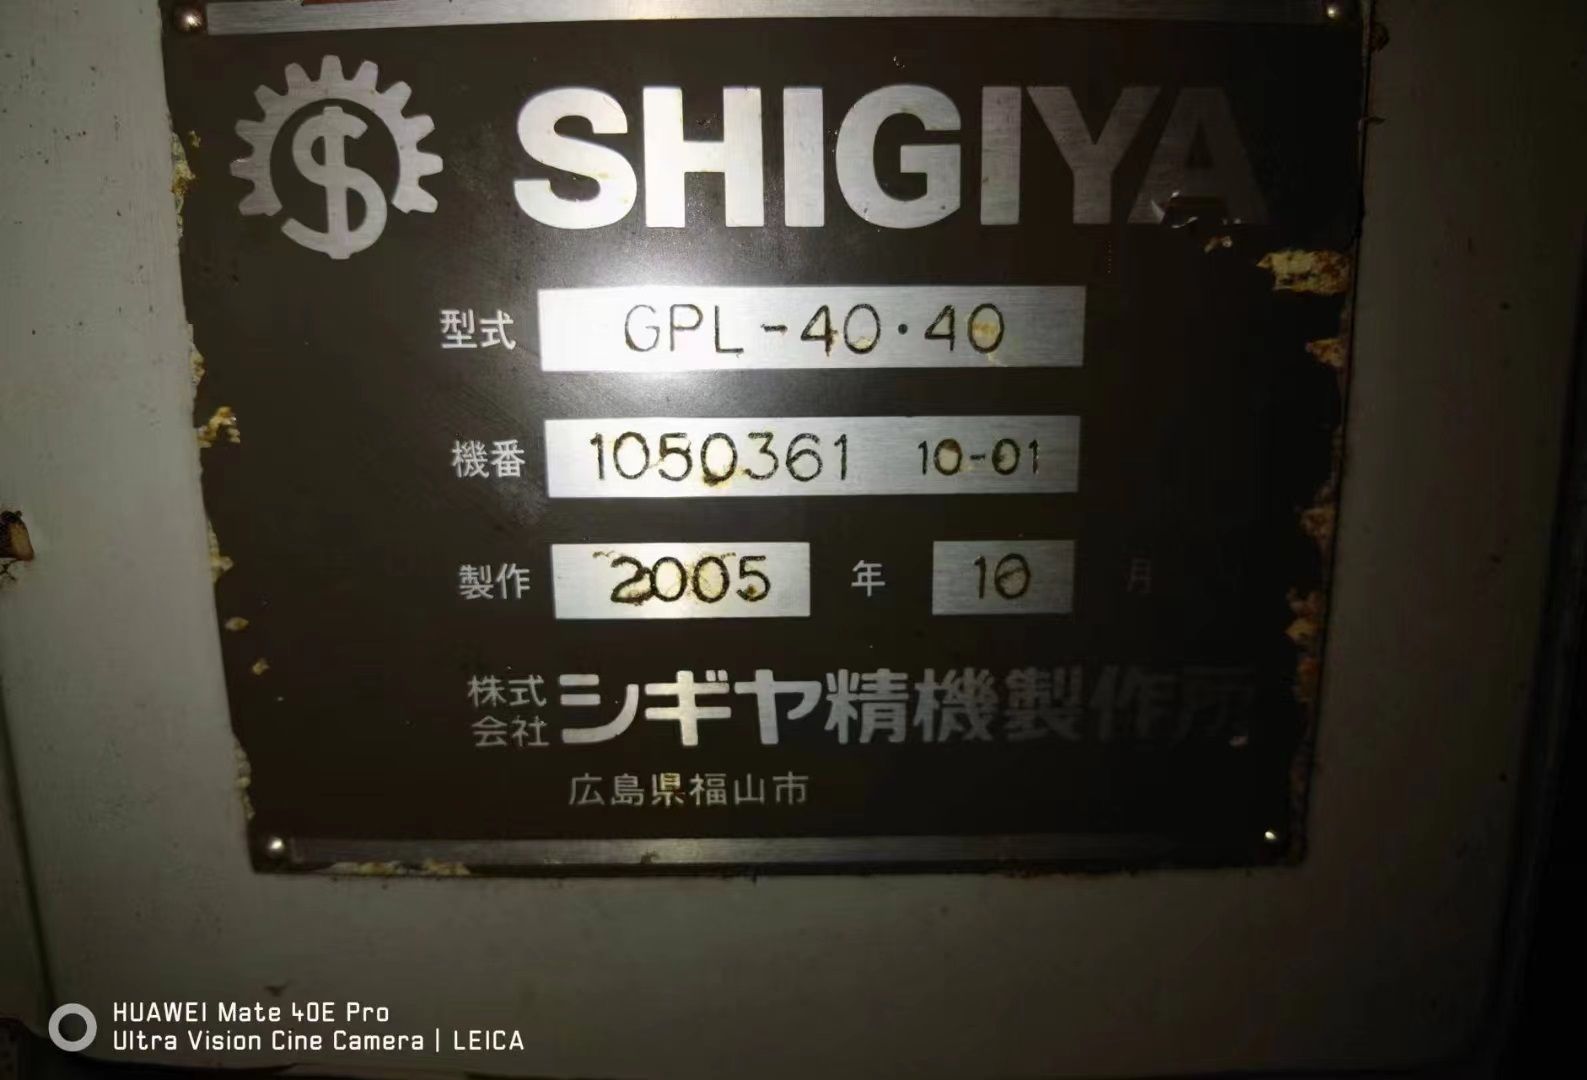 SHIGIYA
型式 GPL-40・40
機番 1050361 10-01
製作 2005 年 10 月
株式会社 シギヤ精機製作所
広島県福山市
HUAWEI Mate 40E Pro
Ultra Vision Cine Camera | LEICA